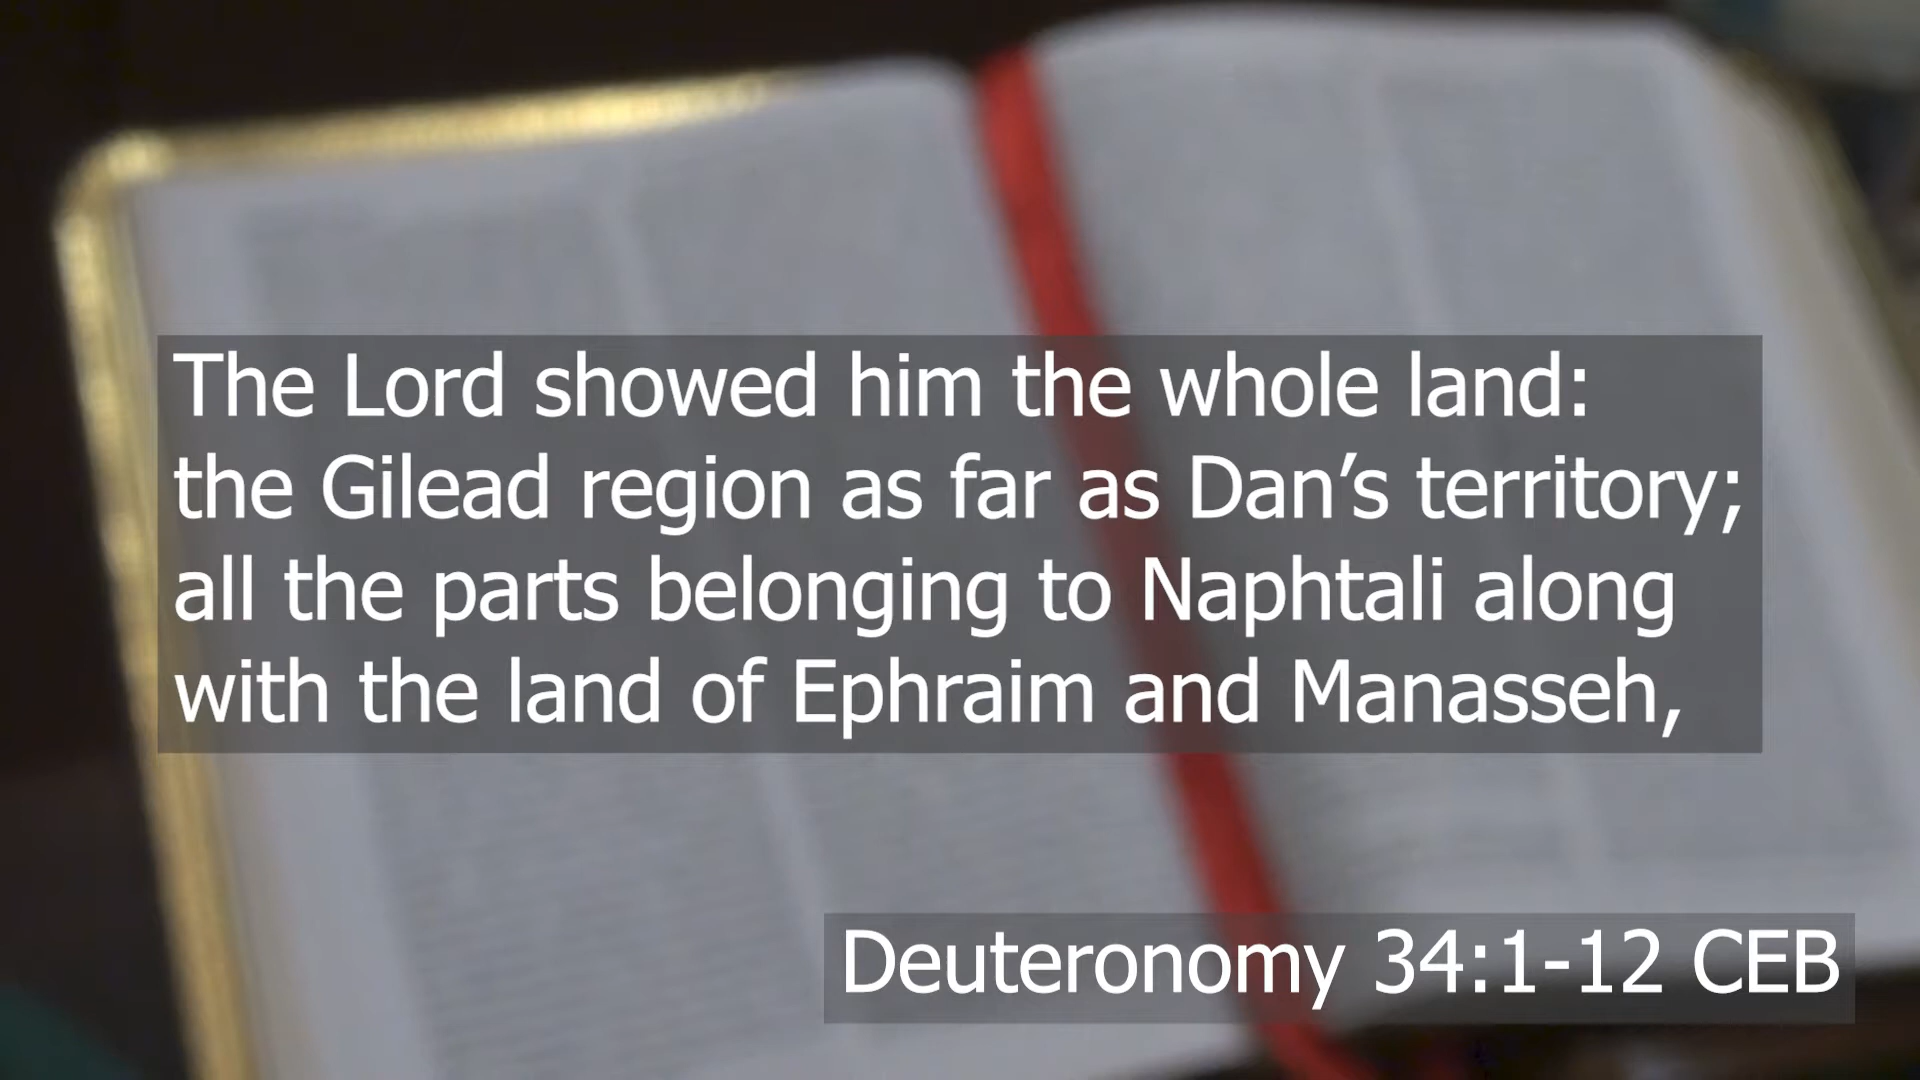 The Lord showed him the whole land:
the Gilead region as far as Dan’s territory;
all the parts belonging to Naphtali along
with the land of Ephraim and Manasseh,
Deuteronomy 34:1-12 CEB